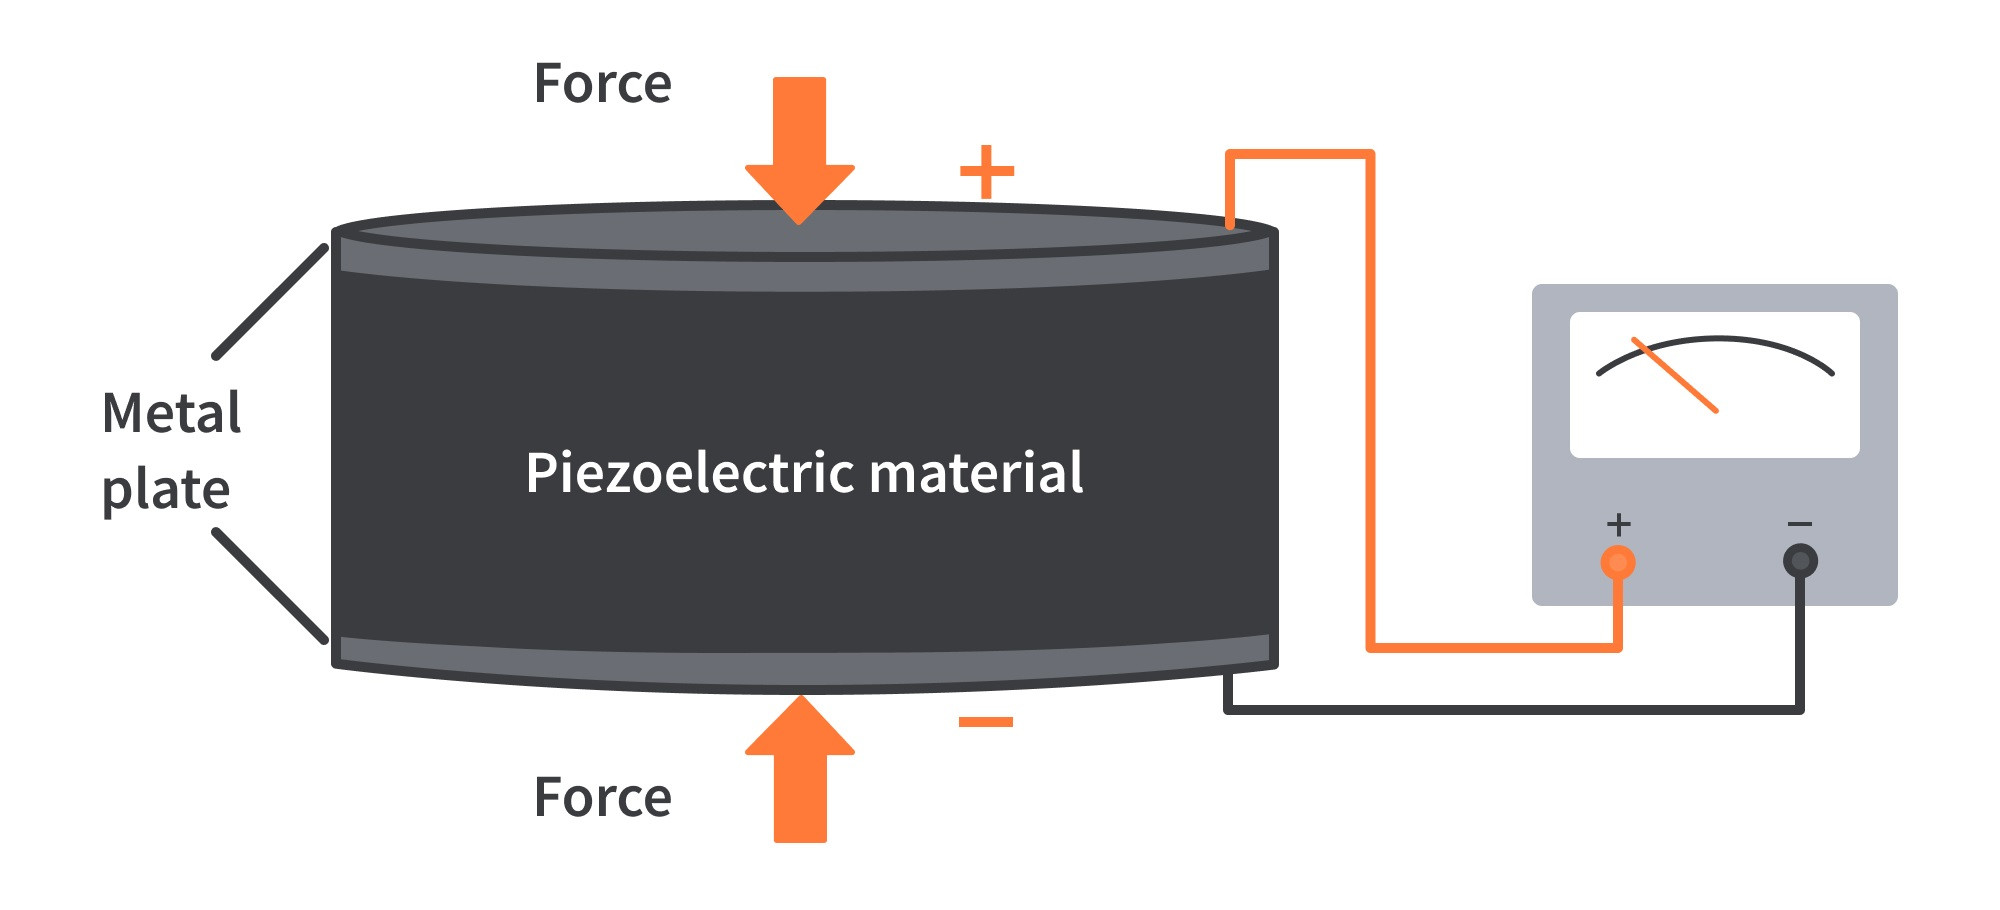 Force
+
Metal
plate
Piezoelectric material
+ −
−
Force